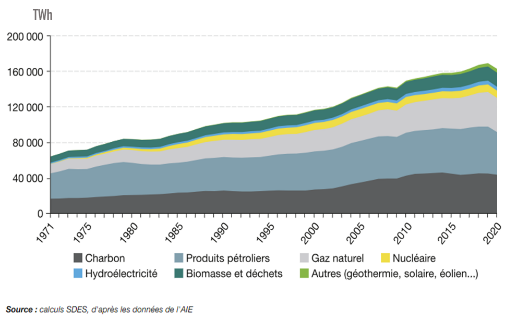 TWh
200 000
160 000
120 000
80 000
40 000
0
1971 1975 1980 1985 1990 1995 2000 2005 2010 2015 2020
Charbon Produits pétroliers Gaz naturel Nucléaire
Hydroélectricité Biomasse et déchets Autres (géothermie, solaire, éolien...)
Source : calculs SDES, d'après les données de l'AIE